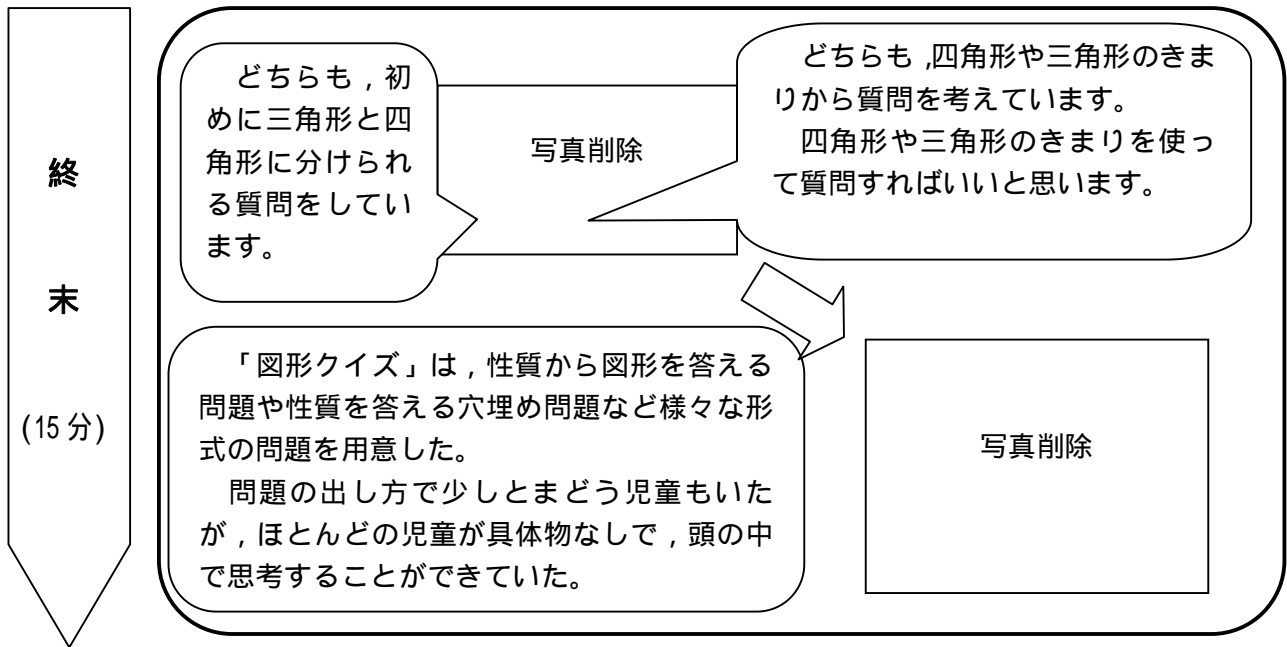 終
末
(15分)
どちらも，初
めに三角形と四
角形に分けられ
る質問をしてい
ます。
写真削除
どちらも,四角形や三角形のきま
りから質問を考えています。
四角形や三角形のきまりを使っ
て質問すればいいと思います。
「図形クイズ」は，性質から図形を答える
問題や性質を答える穴埋め問題など様々な形
式の問題を用意した。
問題の出し方で少しとまどう児童もいた
が，ほとんどの児童が具体物なしで，頭の中
で思考することができていた。
写真削除